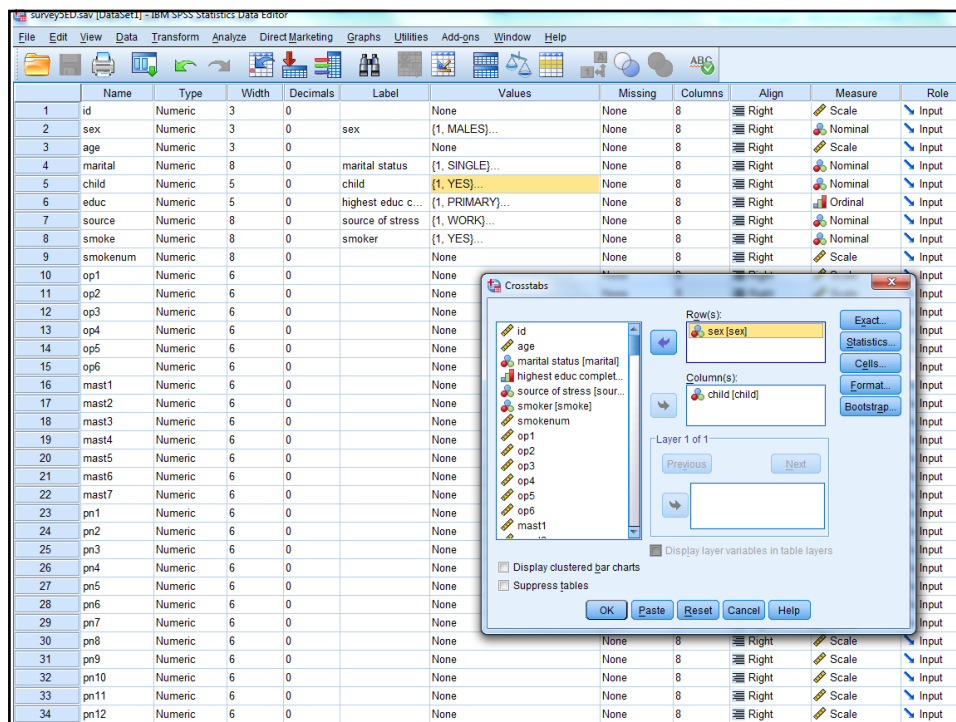 survey5ED.sav [DataSet1] - IBM SPSS Statistics Data Editor
File Edit View Data Transform Analyze Direct Marketing Graphs Utilities Add-ons Window Help
Name Type Width Decimals Label Values Missing Columns Align Measure Role
1 id Numeric 3 0 None None 8 Right Scale Input
2 sex Numeric 3 0 sex {1, MALES}... None 8 Right Nominal Input
3 age Numeric 3 0 None None 8 Right Scale Input
4 marital Numeric 8 0 marital status {1, SINGLE}... None 8 Right Nominal Input
5 child Numeric 5 0 child {1, YES}... None 8 Right Nominal Input
6 educ Numeric 5 0 highest educ c... {1, PRIMARY}... None 8 Right Ordinal Input
7 source Numeric 8 0 source of stress {1, WORK}... None 8 Right Nominal Input
8 smoke Numeric 8 0 smoker {1, YES}... None 8 Right Nominal Input
9 smokenum Numeric 8 0 None None 8 Right Scale Input
10 op1 Numeric 6 0 None Input
11 op2 Numeric 6 0 None Input
12 op3 Numeric 6 0 None Input
13 op4 Numeric 6 0 None Input
14 op5 Numeric 6 0 None Input
15 op6 Numeric 6 0 None Input
16 mast1 Numeric 6 0 None Input
17 mast2 Numeric 6 0 None Input
18 mast3 Numeric 6 0 None Input
19 mast4 Numeric 6 0 None Input
20 mast5 Numeric 6 0 None Input
21 mast6 Numeric 6 0 None Input
22 mast7 Numeric 6 0 None Input
23 pn1 Numeric 6 0 None Input
24 pn2 Numeric 6 0 None Input
25 pn3 Numeric 6 0 None Input
26 pn4 Numeric 6 0 None Input
27 pn5 Numeric 6 0 None Input
28 pn6 Numeric 6 0 None Input
29 pn7 Numeric 6 0 None Input
30 pn8 Numeric 6 0 None None 8 Right Scale Input
31 pn9 Numeric 6 0 None None 8 Right Scale Input
32 pn10 Numeric 6 0 None None 8 Right Scale Input
33 pn11 Numeric 6 0 None None 8 Right Scale Input
34 pn12 Numeric 6 0 None None 8 Right Scale Input
Crosstabs
id
age
marital status [marital]
highest educ complet...
source of stress [sour...
smoker [smoke]
smokenum
op1
op2
op3
op4
op5
op6
mast1
Row(s):
sex [sex]
Column(s):
child [child]
Layer 1 of 1
Previous Next
Exact...
Statistics...
Cells...
Format...
Bootstrap...
Display layer variables in table layers
Display clustered bar charts
Suppress tables
OK Paste Reset Cancel Help